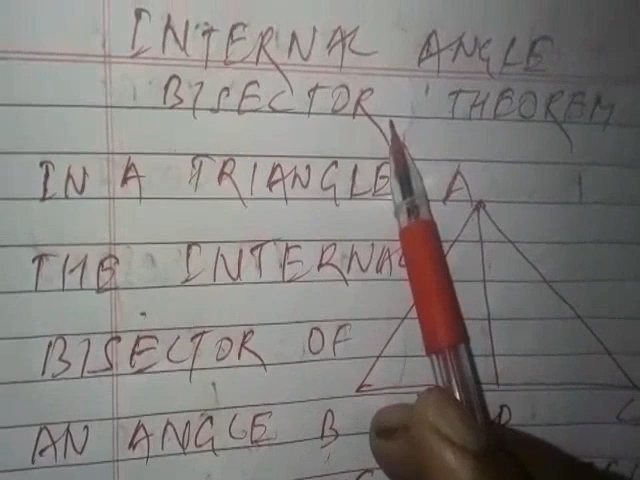 INTERNAL ANGLE
BISECTOR THEOREM
IN A TRIANGLE A
THE INTERNAL
BISECTOR OF
AN ANGLE B D C